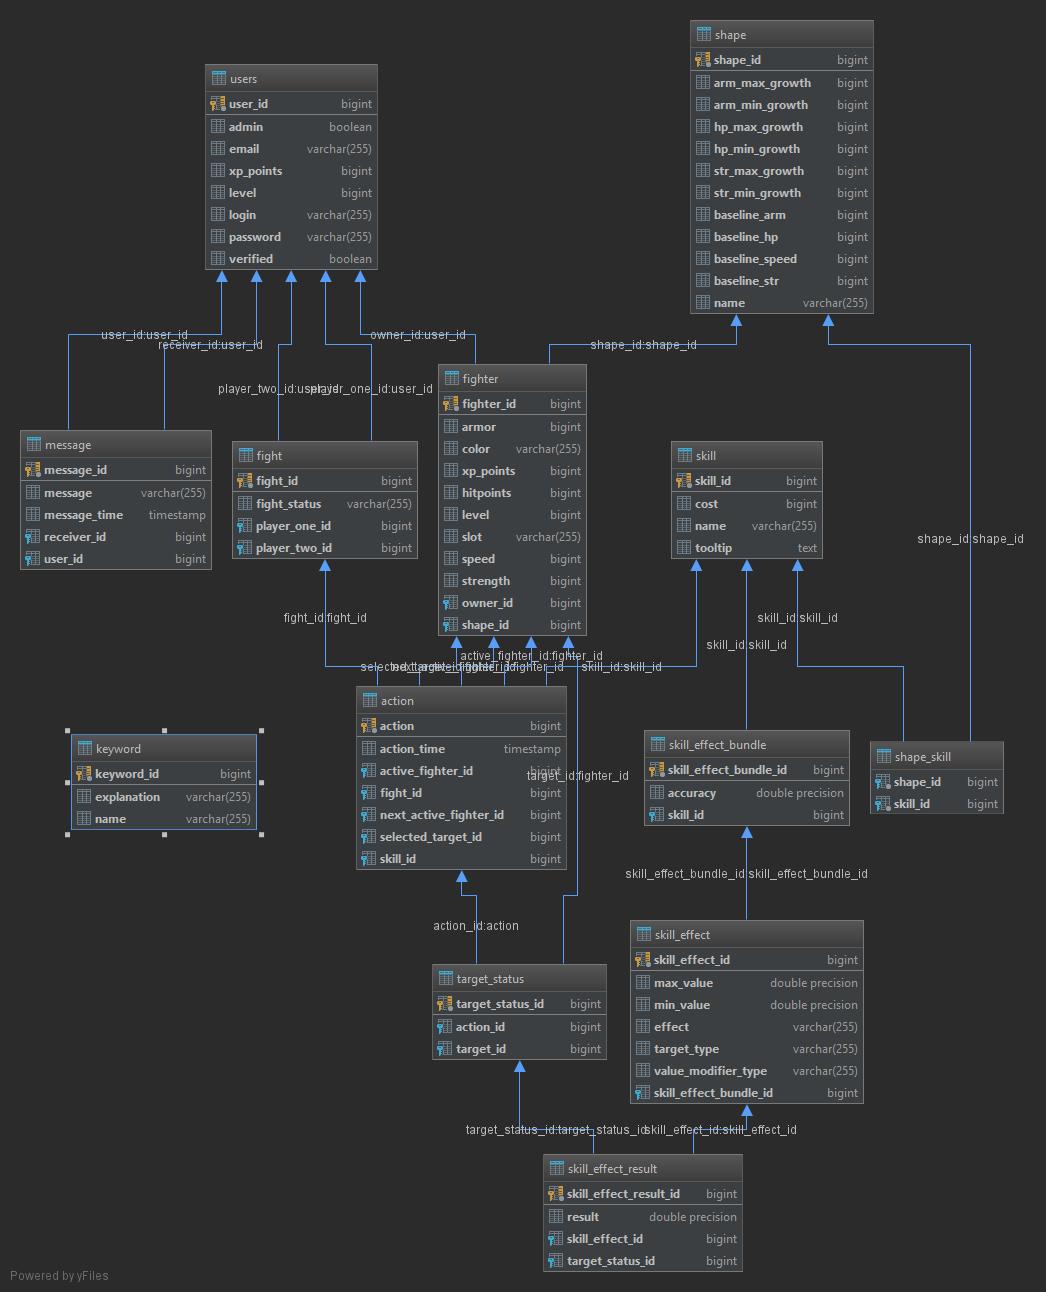 shape
shape_id bigint
arm_max_growth bigint
arm_min_growth bigint
hp_max_growth bigint
hp_min_growth bigint
str_max_growth bigint
str_min_growth bigint
baseline_arm bigint
baseline_hp bigint
baseline_speed bigint
baseline_str bigint
name varchar(255)
users
user_id bigint
admin boolean
email varchar(255)
xp_points bigint
level bigint
login varchar(255)
password varchar(255)
verified boolean
user_id:user_id
receiver_id:user_id
owner_id:user_id
shape_id:shape_id
player_two_id:user_id
player_one_id:user_id
fighter
fighter_id bigint
armor bigint
color varchar(255)
xp_points bigint
hitpoints bigint
level bigint
slot varchar(255)
speed bigint
strength bigint
owner_id bigint
shape_id bigint
message
message_id bigint
message varchar(255)
message_time timestamp
receiver_id bigint
user_id bigint
fight
fight_id bigint
fight_status varchar(255)
player_one_id bigint
player_two_id bigint
skill
skill_id bigint
cost bigint
name varchar(255)
tooltip text
shape_id:shape_id
fight_id:fight_id
skill_id:skill_id
skill_id:skill_id
active_fighter_id:fighter_id
skill_id:skill_id
action
action bigint
action_time timestamp
active_fighter_id bigint
fight_id bigint
next_active_fighter_id bigint
selected_target_id bigint
skill_id bigint
target_id:fighter_id
keyword
keyword_id bigint
explanation varchar(255)
name varchar(255)
skill_effect_bundle
skill_effect_bundle_id bigint
accuracy double precision
skill_id bigint
shape_skill
shape_id bigint
skill_id bigint
skill_effect_bundle_id:skill_effect_bundle_id
action_id:action
skill_effect
skill_effect_id bigint
max_value double precision
min_value double precision
effect varchar(255)
target_type varchar(255)
value_modifier_type varchar(255)
skill_effect_bundle_id bigint
target_status
target_status_id bigint
action_id bigint
target_id bigint
target_status_id:target_status_id
skill_effect_id:skill_effect_id
skill_effect_result
skill_effect_result_id bigint
result double precision
skill_effect_id bigint
target_status_id bigint
Powered by yFiles